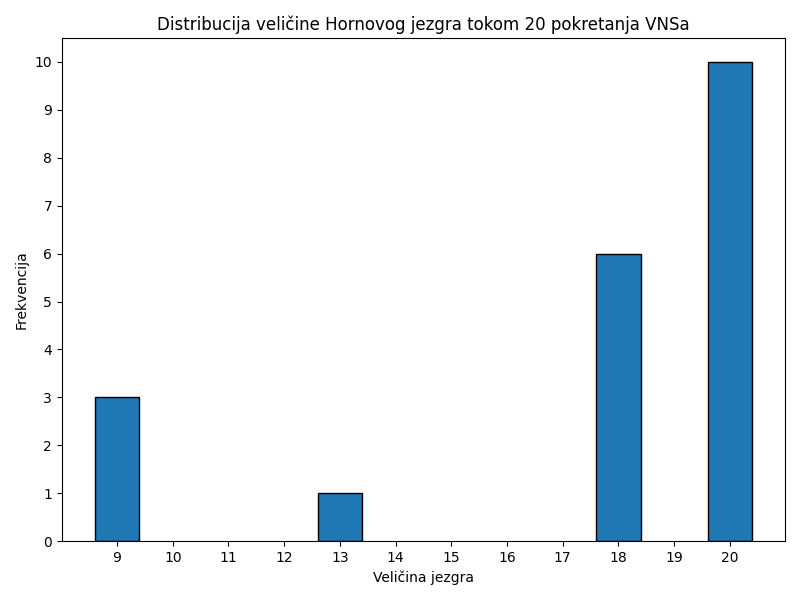 Distribucija veličine Hornovog jezgra tokom 20 pokretanja VNSa
10
9
8
7
6
5
4
3
2
1
0
Frekvencija
9 10 11 12 13 14 15 16 17 18 19 20
Veličina jezgra